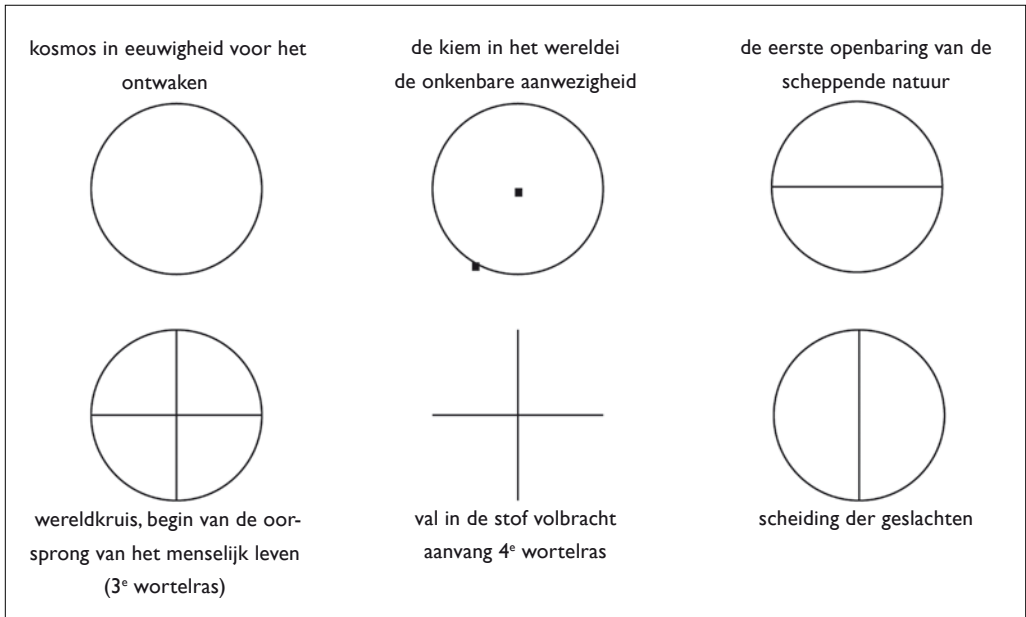 kosmos in eeuwigheid voor het
ontwaken
de kiem in het wereldei
de onkenbare aanwezigheid
de eerste openbaring van de
scheppende natuur
wereldkruis, begin van de oor-
sprong van het menselijk leven
(3e wortelras)
val in de stof volbracht
aanvang 4e wortelras
scheiding der geslachten